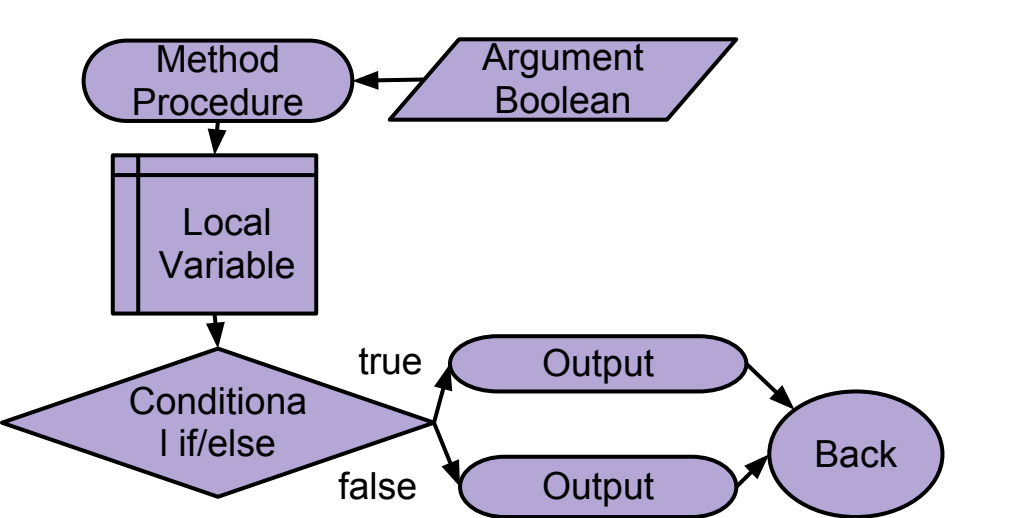 Method
Procedure
Argument
Boolean
Local
Variable
Conditiona
l if/else
true
Output
false
Output
Back